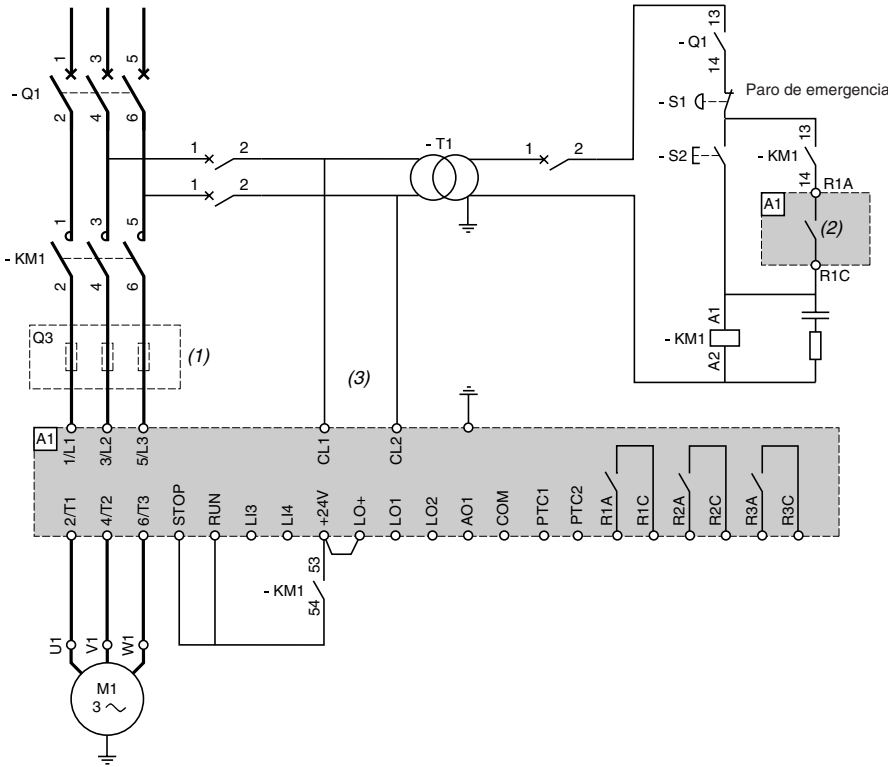 1
3
5
- Q1
2
4
6
1
2
1
2
- T1
1
2
13
- Q1
14
- S1
Paro de emergencia
- S2
13
- KM1
14
R1A
A1
(2)
R1C
1
3
5
- KM1
2
4
6
A1
- KM1
A2
Q3
(1)
(3)
A1
1/L1
3/L2
5/L3
CL1
CL2
2/T1
4/T2
6/T3
STOP
RUN
LI3
LI4
+24V
LO+
LO1
LO2
AO1
COM
PTC1
PTC2
R1A
R1C
R2A
R2C
R3A
R3C
53
- KM1
54
U1
V1
W1
M1
3